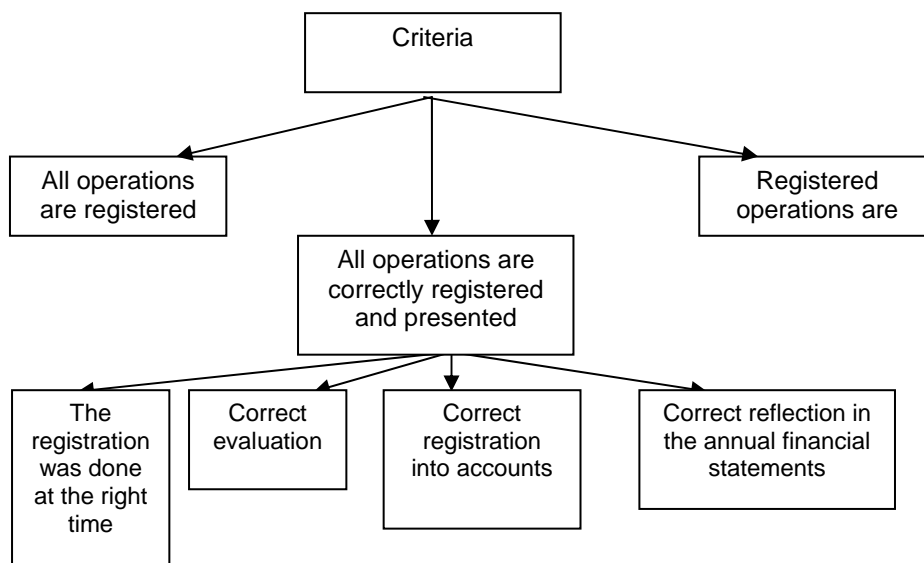 Criteria
All operations
are registered
Registered
operations are
All operations are
correctly registered
and presented
The
registration
was done
at the right
time
Correct
evaluation
Correct
registration
into accounts
Correct reflection in
the annual financial
statements